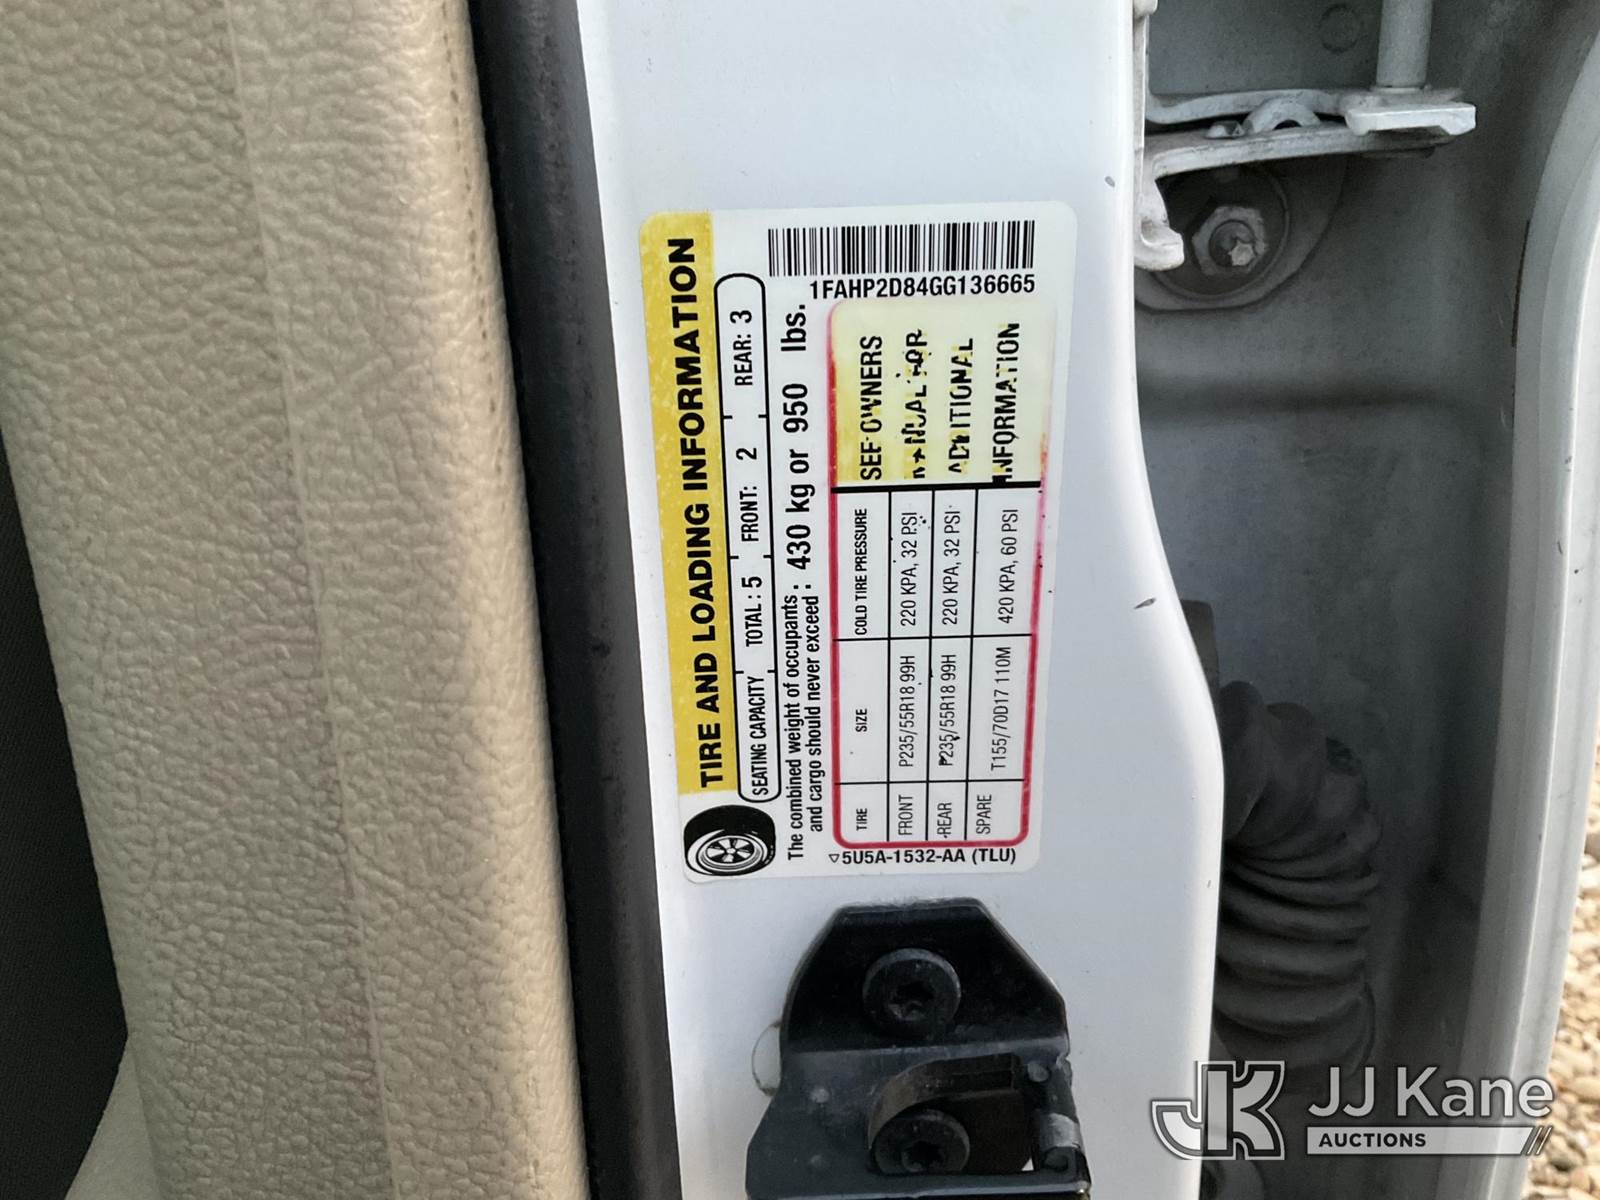 TIRE AND LOADING INFORMATION
SEATING CAPACITY TOTAL : 5 FRONT: 2 REAR: 3
The combined weight of occupants
and cargo should never exceed : 430 kg or 950 lbs.
1FAHP2D84GG136665
TIRE SIZE COLD TIRE PRESSURE SEE OWNERS
FRONT P235/55R18 99H 220 KPA, 32 PSI MANUAL FOR
REAR P235/55R18 99H 220 KPA, 32 PSI ADDITIONAL
SPARE T155/70D17 110M 420 KPA, 60 PSI INFORMATION
5U5A-1532-AA (TLU)
JK JJ Kane
AUCTIONS